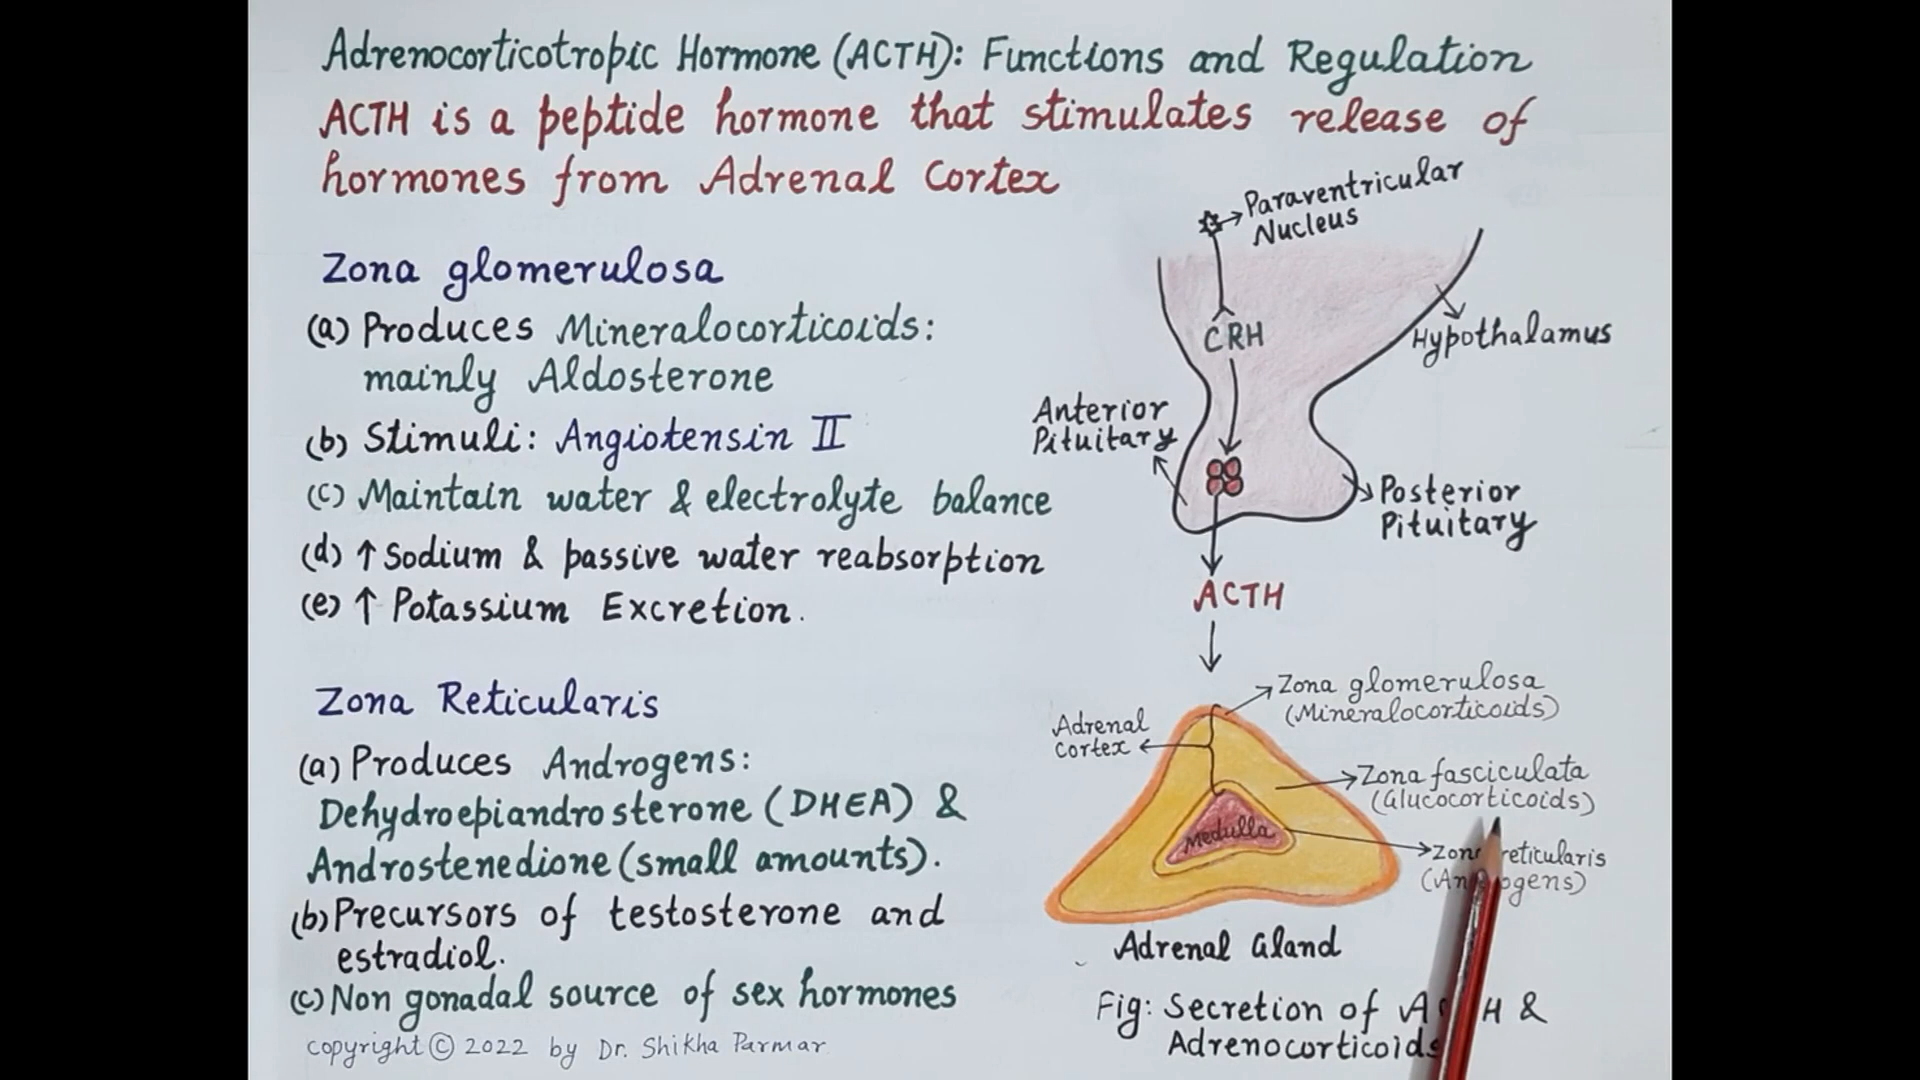 Adrenocorticotropic Hormone (ACTH): Functions and Regulation
ACTH is a peptide hormone that stimulates release of
hormones from Adrenal Cortex
Zona glomerulosa
(a) Produces Mineralocorticoids:
mainly Aldosterone
(b) Stimuli: Angiotensin II
(c) Maintain water & electrolyte balance
(d) ↑ Sodium & passive water reabsorption
(e) ↑ Potassium Excretion.
Zona Reticularis
(a) Produces Androgens:
Dehydroepiandrosterone (DHEA) &
Androstenedione (small amounts).
(b) Precursors of testosterone and
estradiol.
(c) Non gonadal source of sex hormones
copyright © 2022 by Dr. Shikha Parmar
Paraventricular
Nucleus
CRH
Hypothalamus
Anterior
Pituitary
Posterior
Pituitary
ACTH
Zona glomerulosa
(Mineralocorticoids)
Adrenal
cortex
Zona fasciculata
(Glucocorticoids)
Medulla
reticularis
Adrenal Gland
Fig: Secretion of &
Adrenocorticoids